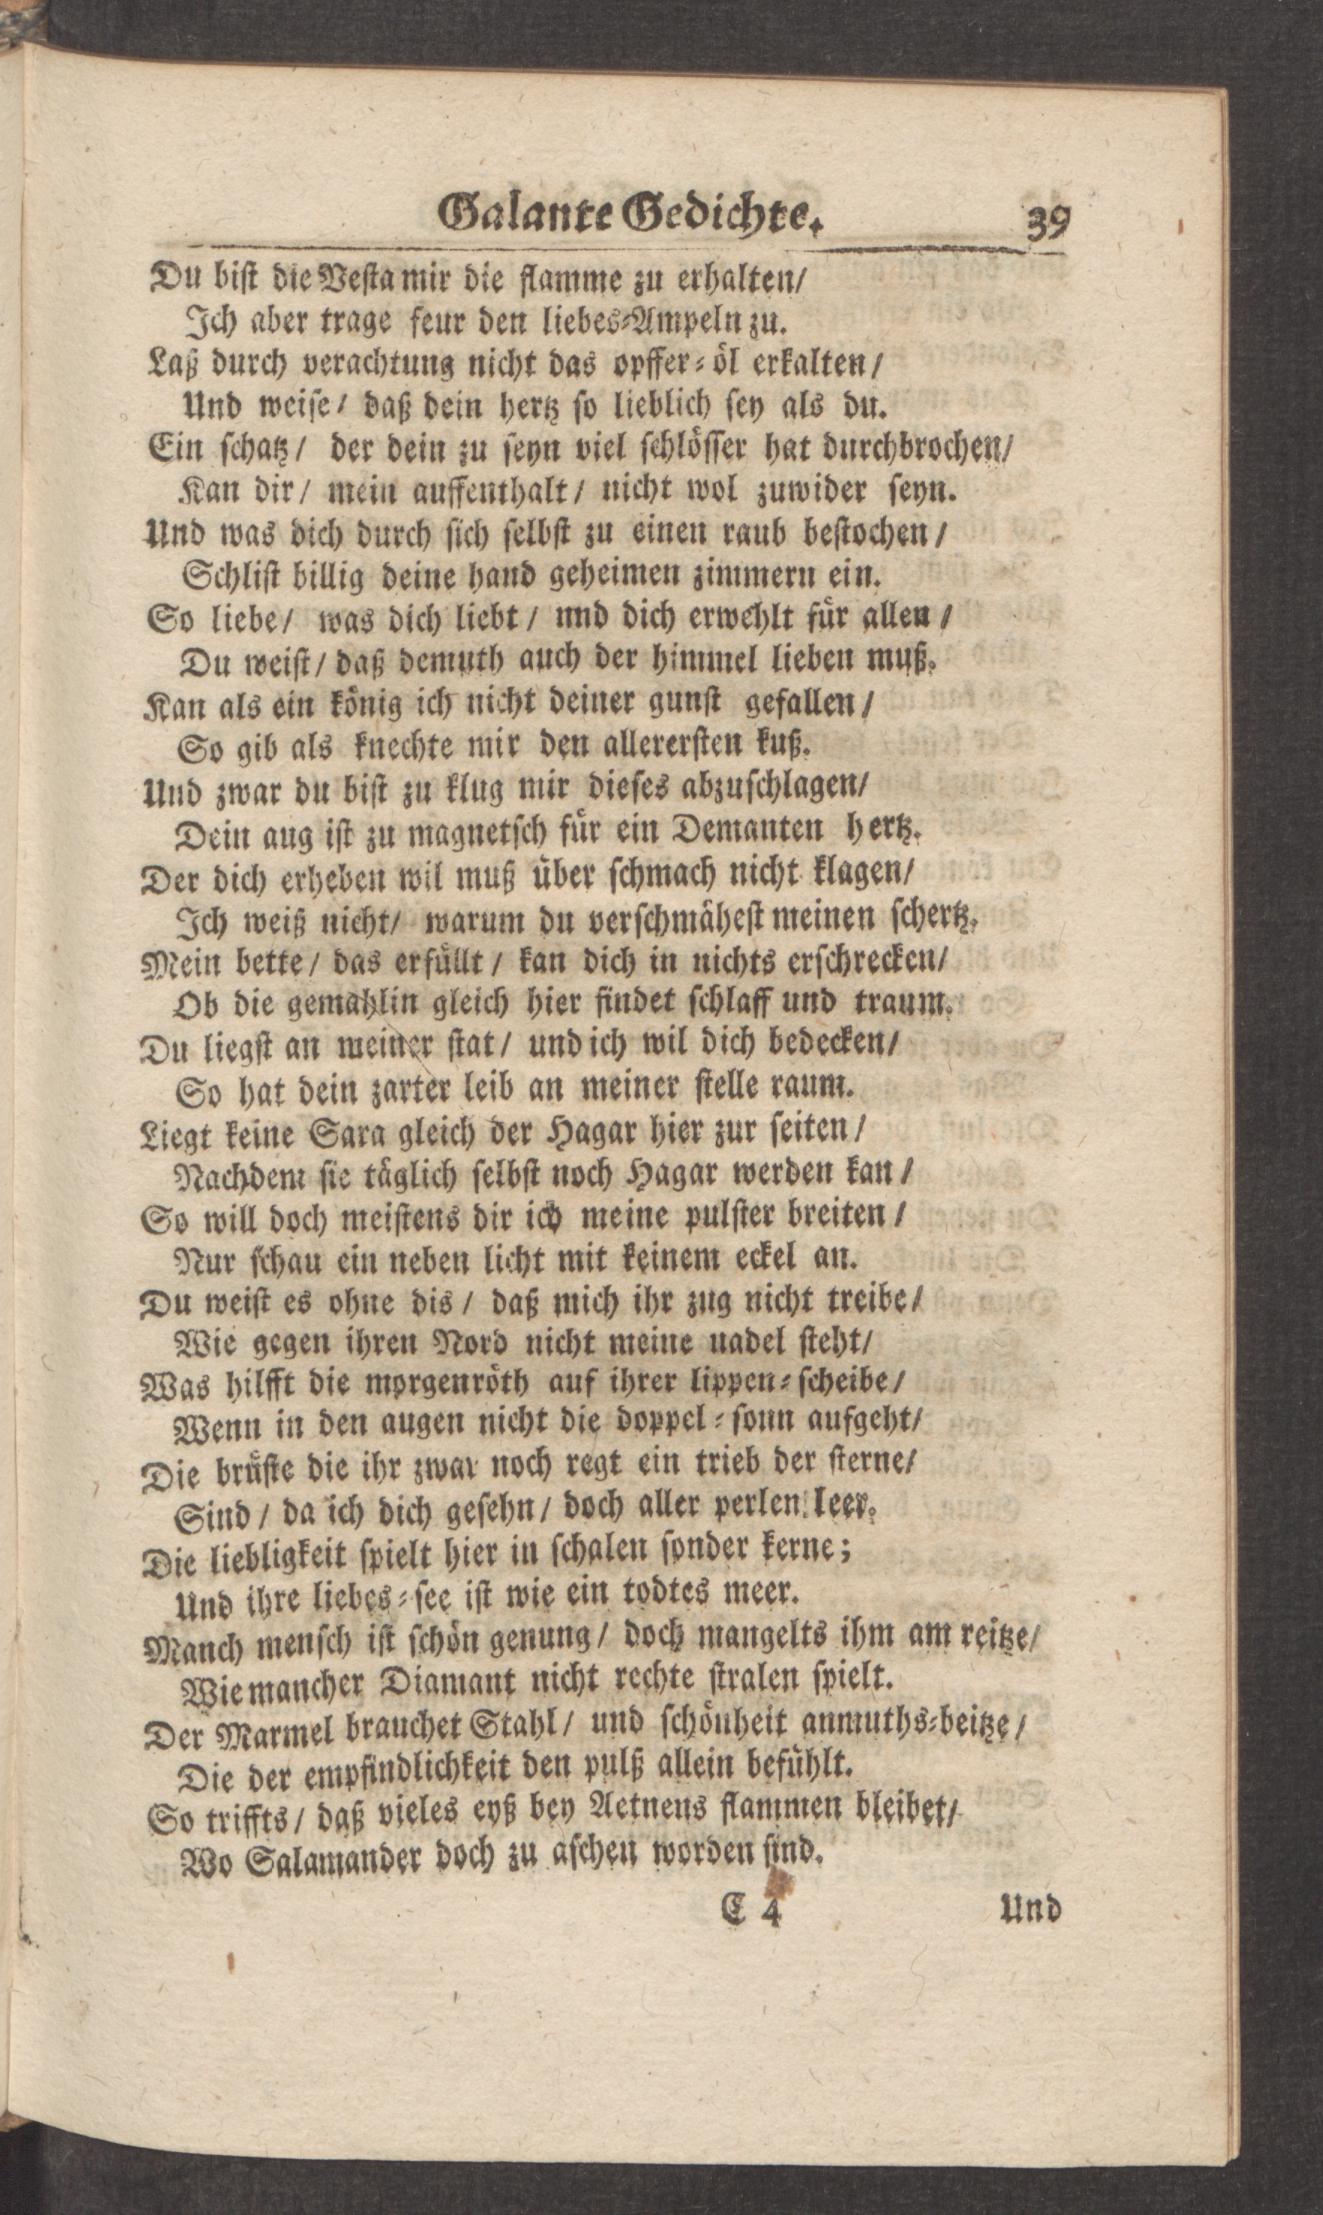 Galante Gedichte. 39
Du bist die Vesta mir die flamme zu erhalten/
Ich aber trage feur den liebes-Ampeln zu.
Laß durch verachtung nicht das opffer-öl erkalten/
Und weise/ daß dein hertz so lieblich sey als du.
Ein schatz/ der dein zu seyn viel schlösser hat durchbrochen/
Kan dir/ mein auffenthalt/ nicht wol zuwider seyn.
Und was dich durch sich selbst zu einen raub bestochen/
Schlist billig deine hand geheimen zimmern ein.
So liebe/ was dich liebt/ und dich erwehlt für allen/
Du weist/ daß demuth auch der himmel lieben muß.
Kan als ein könig ich nicht deiner gunst gefallen/
So gib als knechte mir den allerersten kuß.
Und zwar du bist zu klug mir dieses abzuschlagen/
Dein aug ist zu magnetsch für ein Demanten hertz.
Der dich erheben wil muß über schmach nicht klagen/
Ich weiß nicht/ warum du verschmähest meinen schertz.
Mein bette/ das erfüllt/ kan dich in nichts erschrecken/
Ob die gemahlin gleich hier findet schlaff und traum.
Du liegst an meiner stat/ und ich wil dich bedecken/
So hat dein zarter leib an meiner stelle raum.
Liegt keine Sara gleich der Hagar hier zur seiten/
Nachdem sie täglich selbst noch Hagar werden kan/
So will doch meistens dir ich meine pulster breiten/
Nur schau ein neben licht mit keinem eckel an.
Du weist es ohne dis/ daß mich ihr zug nicht treibe/
Wie gegen ihren Nord nicht meine nadel steht/
Was hilfft die morgenröth auf ihrer lippen-scheibe/
Wenn in den augen nicht die doppel-sonn aufgeht/
Die brüste die ihr zwar noch regt ein trieb der sterne/
Sind/ da ich dich gesehn/ doch aller perlen leer.
Die liebligkeit spielt hier in schalen sonder kerne;
Und ihre liebes-see ist wie ein todtes meer.
Manch mensch ist schön genung/ doch mangelts ihm am reitze/
Wie mancher Diamant nicht rechte stralen spielt.
Der Marmel brauchet Stahl/ und schönheit anmuths-beitze/
Die der empfindlichkeit den pulß allein befühlt.
So triffts/ daß vieles eyß bey Aetnens flammen bleibet/
Wo Salamander doch zu aschen worden sind.
C 4 Und